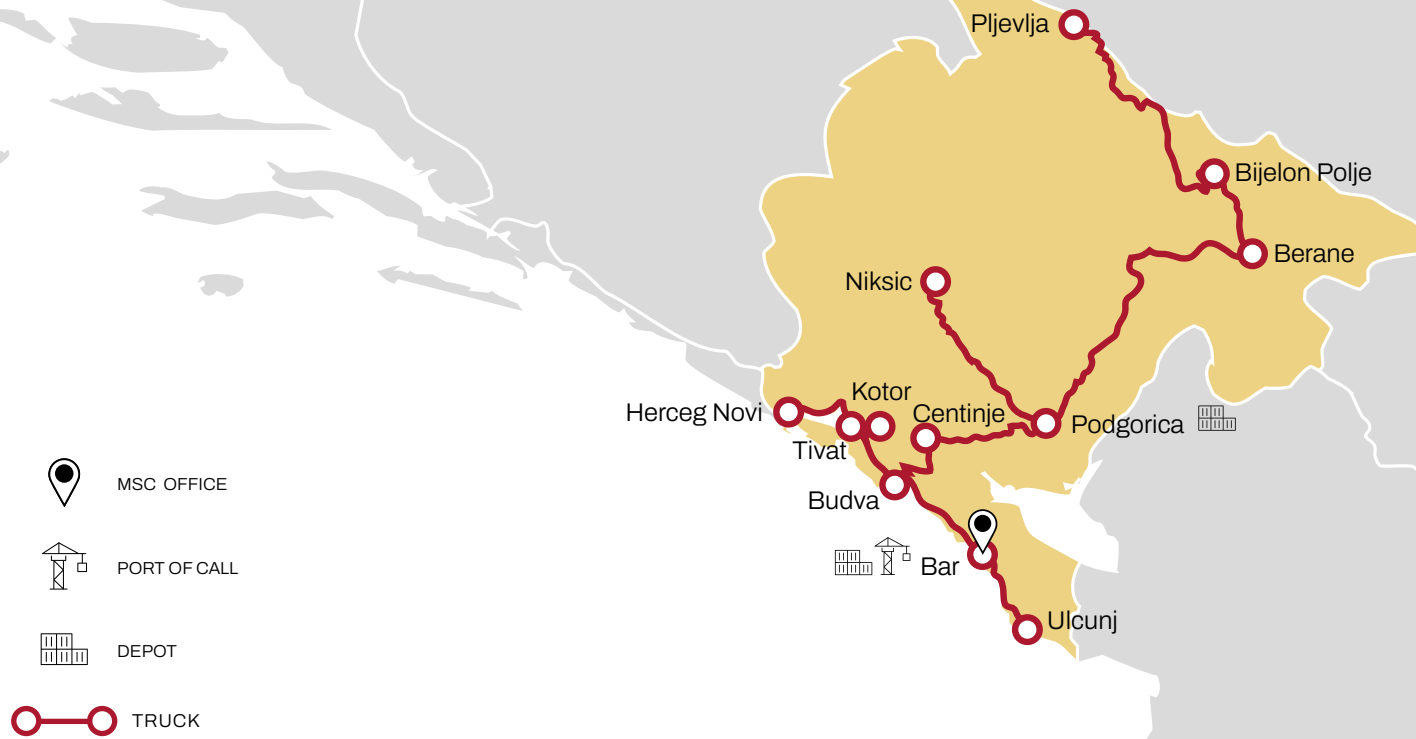 Pljevlja
Bijelon Polje
Berane
Niksic
Kotor
Herceg Novi
Centinje
Podgorica
Tivat
Budva
MSC OFFICE
PORT OF CALL
Bar
Ulcunj
DEPOT
TRUCK